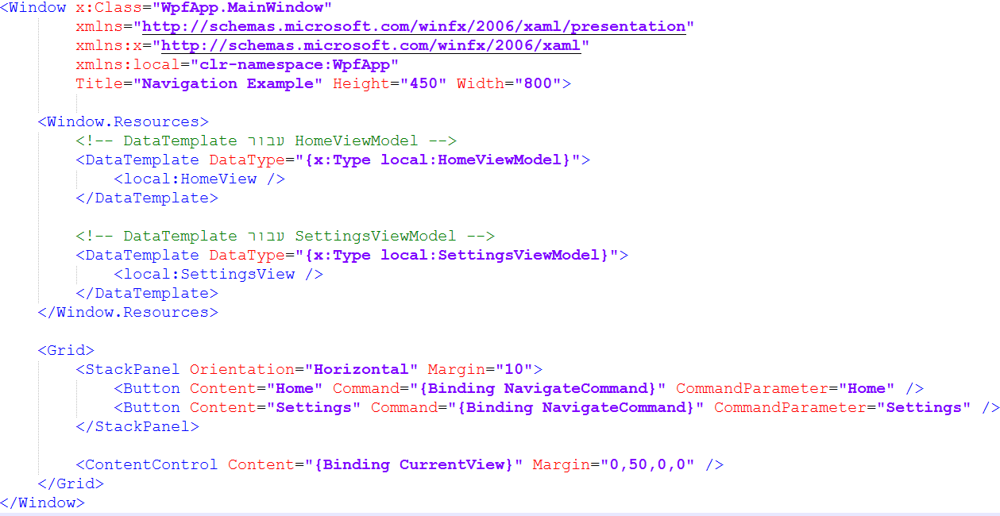 <Window x:Class="WpfApp.MainWindow"
xmlns="http://schemas.microsoft.com/winfx/2006/xaml/presentation"
xmlns:x="http://schemas.microsoft.com/winfx/2006/xaml"
xmlns:local="clr-namespace:WpfApp"
Title="Navigation Example" Height="450" Width="800">
<Window.Resources>
<!-- DataTemplate עבור HomeViewModel -->
<DataTemplate DataType="{x:Type local:HomeViewModel}">
<local:HomeView />
</DataTemplate>
<!-- DataTemplate עבור SettingsViewModel -->
<DataTemplate DataType="{x:Type local:SettingsViewModel}">
<local:SettingsView />
</DataTemplate>
</Window.Resources>
<Grid>
<StackPanel Orientation="Horizontal" Margin="10">
<Button Content="Home" Command="{Binding NavigateCommand}" CommandParameter="Home" />
<Button Content="Settings" Command="{Binding NavigateCommand}" CommandParameter="Settings" />
</StackPanel>
<ContentControl Content="{Binding CurrentView}" Margin="0,50,0,0" />
</Grid>
</Window>